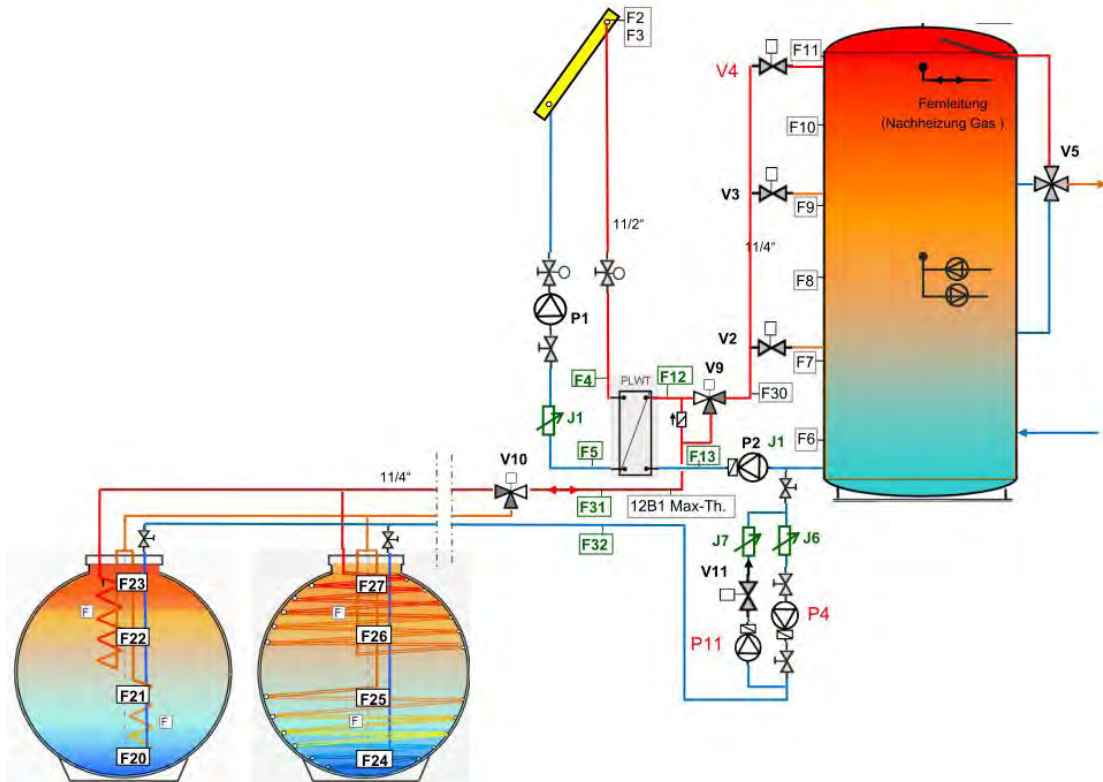 F2
F3
V4
F11
Fernleitung
(Nachheizung Gas )
F10
V5
V3
F9
11/2"
11/4"
F8
P1
V2
F7
F4
PLWT
F12
V9
F30
J1
F5
F13
P2
J1
F6
V10
11/4"
F31
12B1 Max-Th.
F32
J7
J6
V11
P11
P4
F23
F
F22
F21
F
F20
F27
F
F26
F25
F
F24